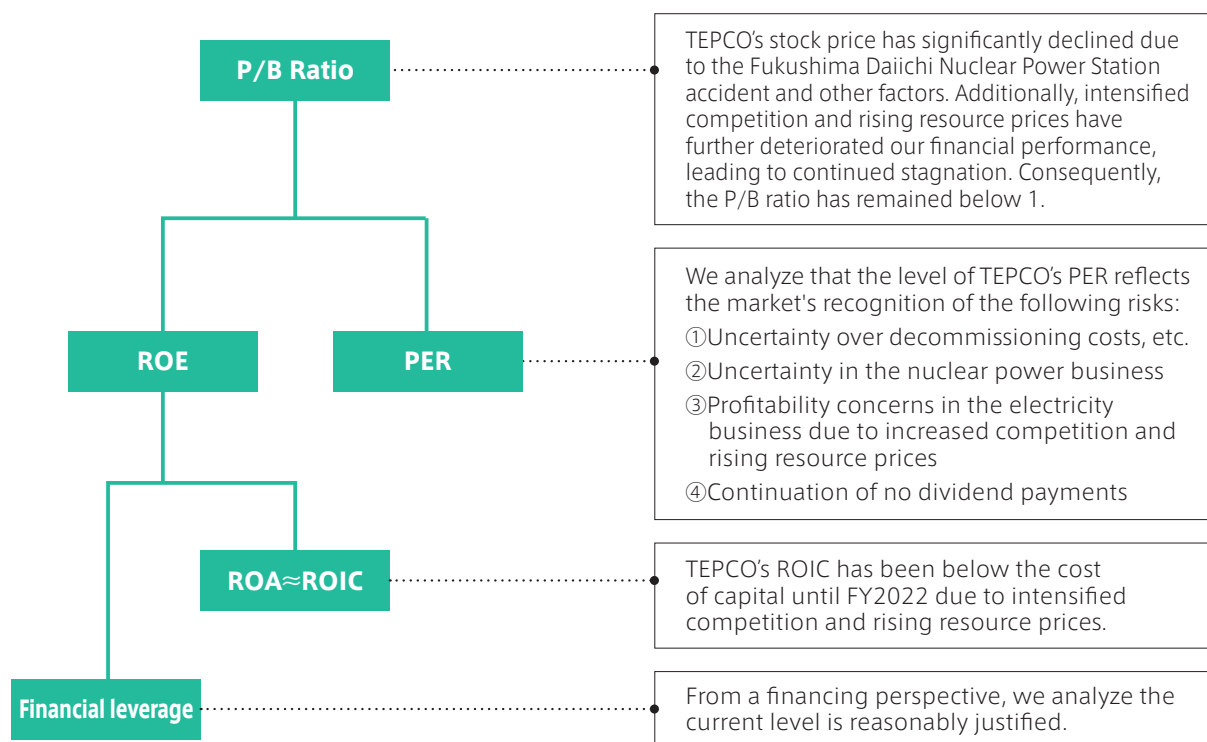 P/B Ratio
TEPCO’s stock price has significantly declined due
to the Fukushima Daiichi Nuclear Power Station
accident and other factors. Additionally, intensified
competition and rising resource prices have
further deteriorated our financial performance,
leading to continued stagnation. Consequently,
the P/B ratio has remained below 1.
ROE
PER
We analyze that the level of TEPCO’s PER reflects
the market's recognition of the following risks:
①Uncertainty over decommissioning costs, etc.
②Uncertainty in the nuclear power business
③Profitability concerns in the electricity
business due to increased competition and
rising resource prices
④Continuation of no dividend payments
ROA≈ROIC
TEPCO’s ROIC has been below the cost
of capital until FY2022 due to intensified
competition and rising resource prices.
Financial leverage
From a financing perspective, we analyze the
current level is reasonably justified.